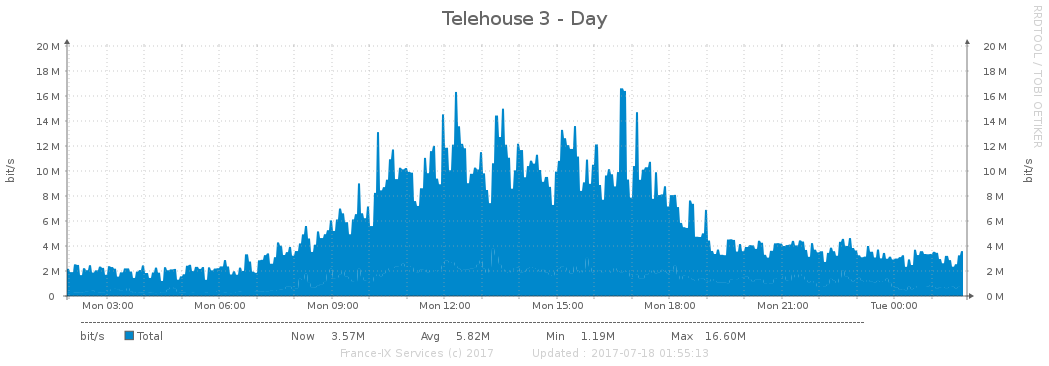 Telehouse 3 - Day
RRDTOOL / TOBI OETIKER
20 M 20 M
18 M 18 M
16 M 16 M
14 M 14 M
12 M 12 M
10 M 10 M
8 M 8 M
6 M 6 M
4 M 4 M
2 M 2 M
0 0 M
bit/s bit/s
Mon 03:00 Mon 06:00 Mon 09:00 Mon 12:00 Mon 15:00 Mon 18:00 Mon 21:00 Tue 00:00
bit/s Total Now 3.57M Avg 5.82M Min 1.19M Max 16.60M
France-IX Services (c) 2017 Updated : 2017-07-18 01:55:13